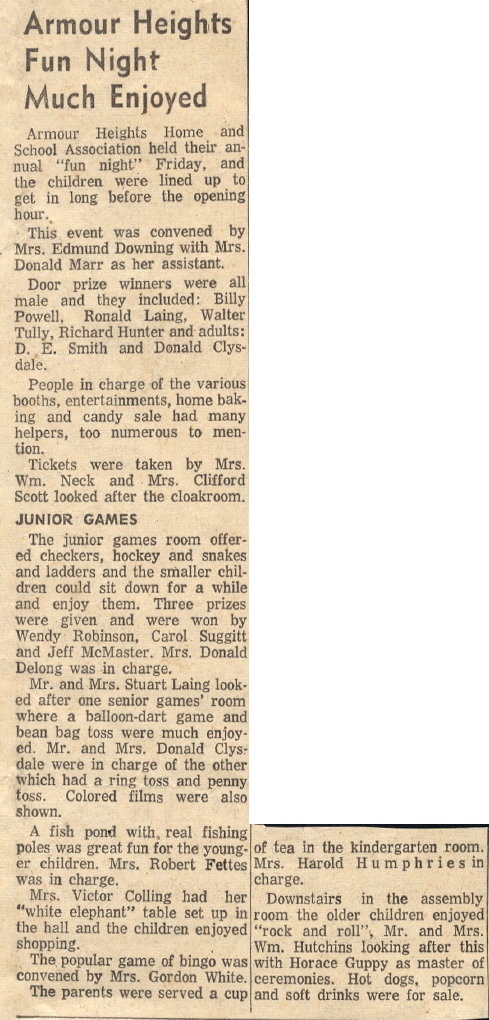 Armour Heights
Fun Night
Much Enjoyed
Armour Heights Home and
School Association held their an-
nual "fun night" Friday, and
the children were lined up to
get in long before the opening
hour.
This event was convened by
Mrs. Edmund Downing with Mrs.
Donald Marr as her assistant.
Door prize winners were all
male and they included: Billy
Powell, Ronald Laing, Walter
Tully, Richard Hunter and adults:
D. E. Smith and Donald Clys-
dale.
People in charge of the various
booths, entertainments, home bak-
ing and candy sale had many
helpers, too numerous to men-
tion.
Tickets were taken by Mrs.
Wm. Neck and Mrs. Clifford
Scott looked after the cloakroom.
JUNIOR GAMES
The junior games room offer-
ed checkers, hockey and snakes
and ladders and the smaller chil-
dren could sit down for a while
and enjoy them. Three prizes
were given and were won by
Wendy Robinson, Carol Suggitt
and Jeff McMaster. Mrs. Donald
Delong was in charge.
Mr. and Mrs. Stuart Laing look-
ed after one senior games' room
where a balloon-dart game and
bean bag toss were much enjoy-
ed. Mr. and Mrs. Donald Clys-
dale were in charge of the other
which had a ring toss and penny
toss. Colored films were also
shown.
A fish pond with real fishing
poles was great fun for the young-
er children. Mrs. Robert Fettes
was in charge.
Mrs. Victor Colling had her
"white elephant" table set up in
the hall and the children enjoyed
shopping.
The popular game of bingo was
convened by Mrs. Gordon White.
The parents were served a cup
of tea in the kindergarten room.
Mrs. Harold Humphries in
charge.
Downstairs in the assembly
room the older children enjoyed
"rock and roll", Mr. and Mrs.
Wm. Hutchins looking after this
with Horace Guppy as master of
ceremonies. Hot dogs, popcorn
and soft drinks were for sale.